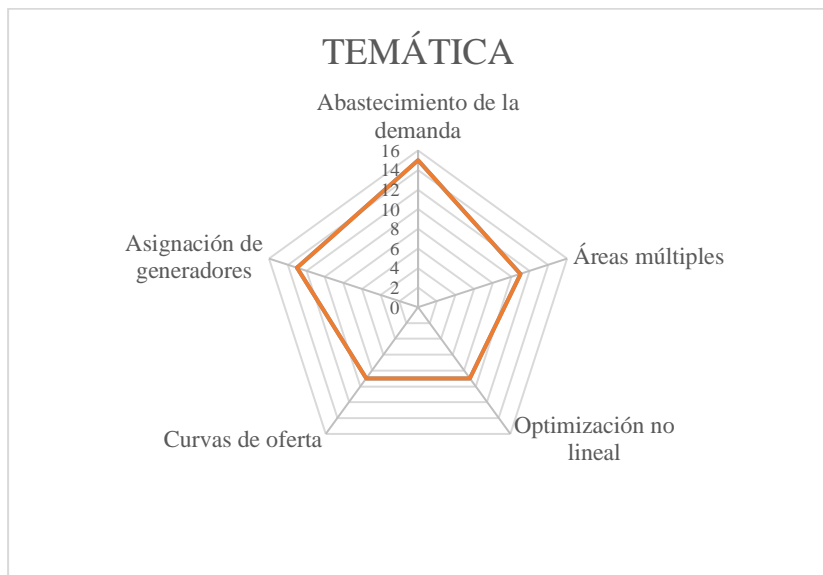 TEMÁTICA
Abastecimiento de la
demanda
16
14
12
10
8
6
4
2
0
Asignación de
generadores
Áreas múltiples
Curvas de oferta
Optimización no
lineal